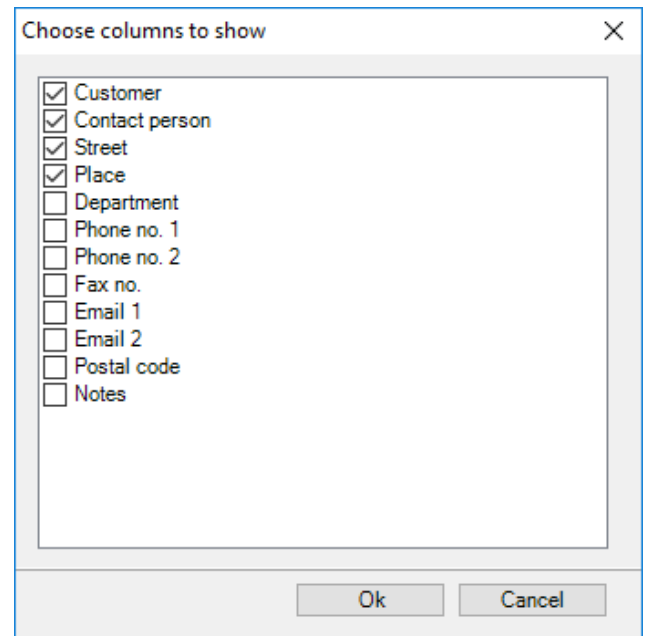 Choose columns to show
Customer
Contact person
Street
Place
Department
Phone no. 1
Phone no. 2
Fax no.
Email 1
Email 2
Postal code
Notes
Ok Cancel